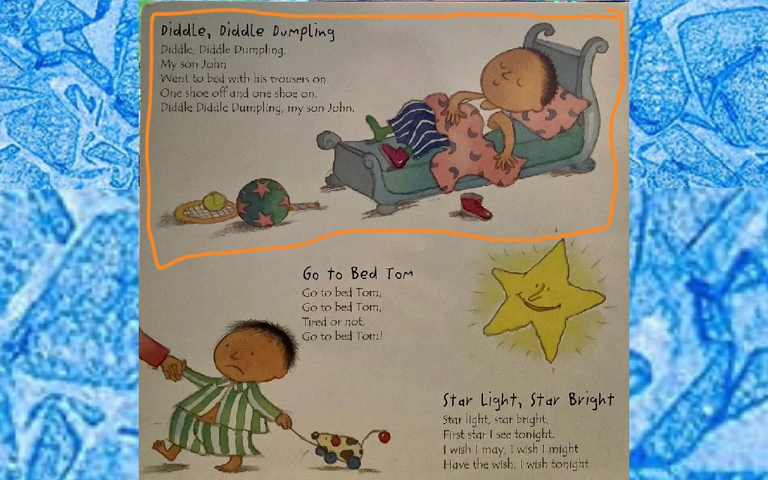 Diddle, Diddle Dumpling
Diddle, Diddle Dumpling,
My son John
Went to bed with his trousers on.
One shoe off and one shoe on,
Diddle Diddle Dumpling, my son John.
Go to Bed Tom
Go to bed Tom,
Go to bed Tom,
Tired or not,
Go to bed Tom!
Star Light, Star Bright
Star light, star bright,
First star I see tonight,
I wish I may, I wish I might
Have the wish, I wish tonight.